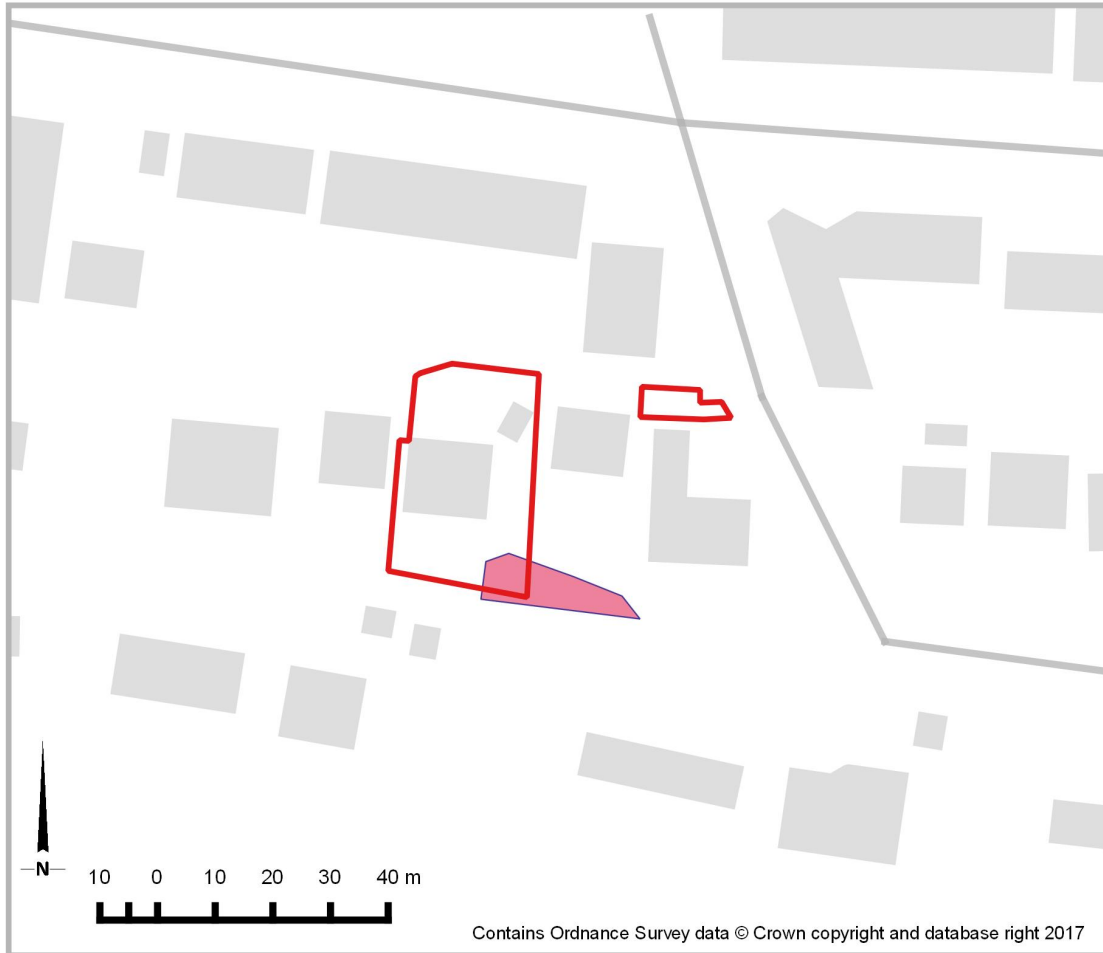 N
10 0 10 20 30 40 m
Contains Ordnance Survey data © Crown copyright and database right 2017